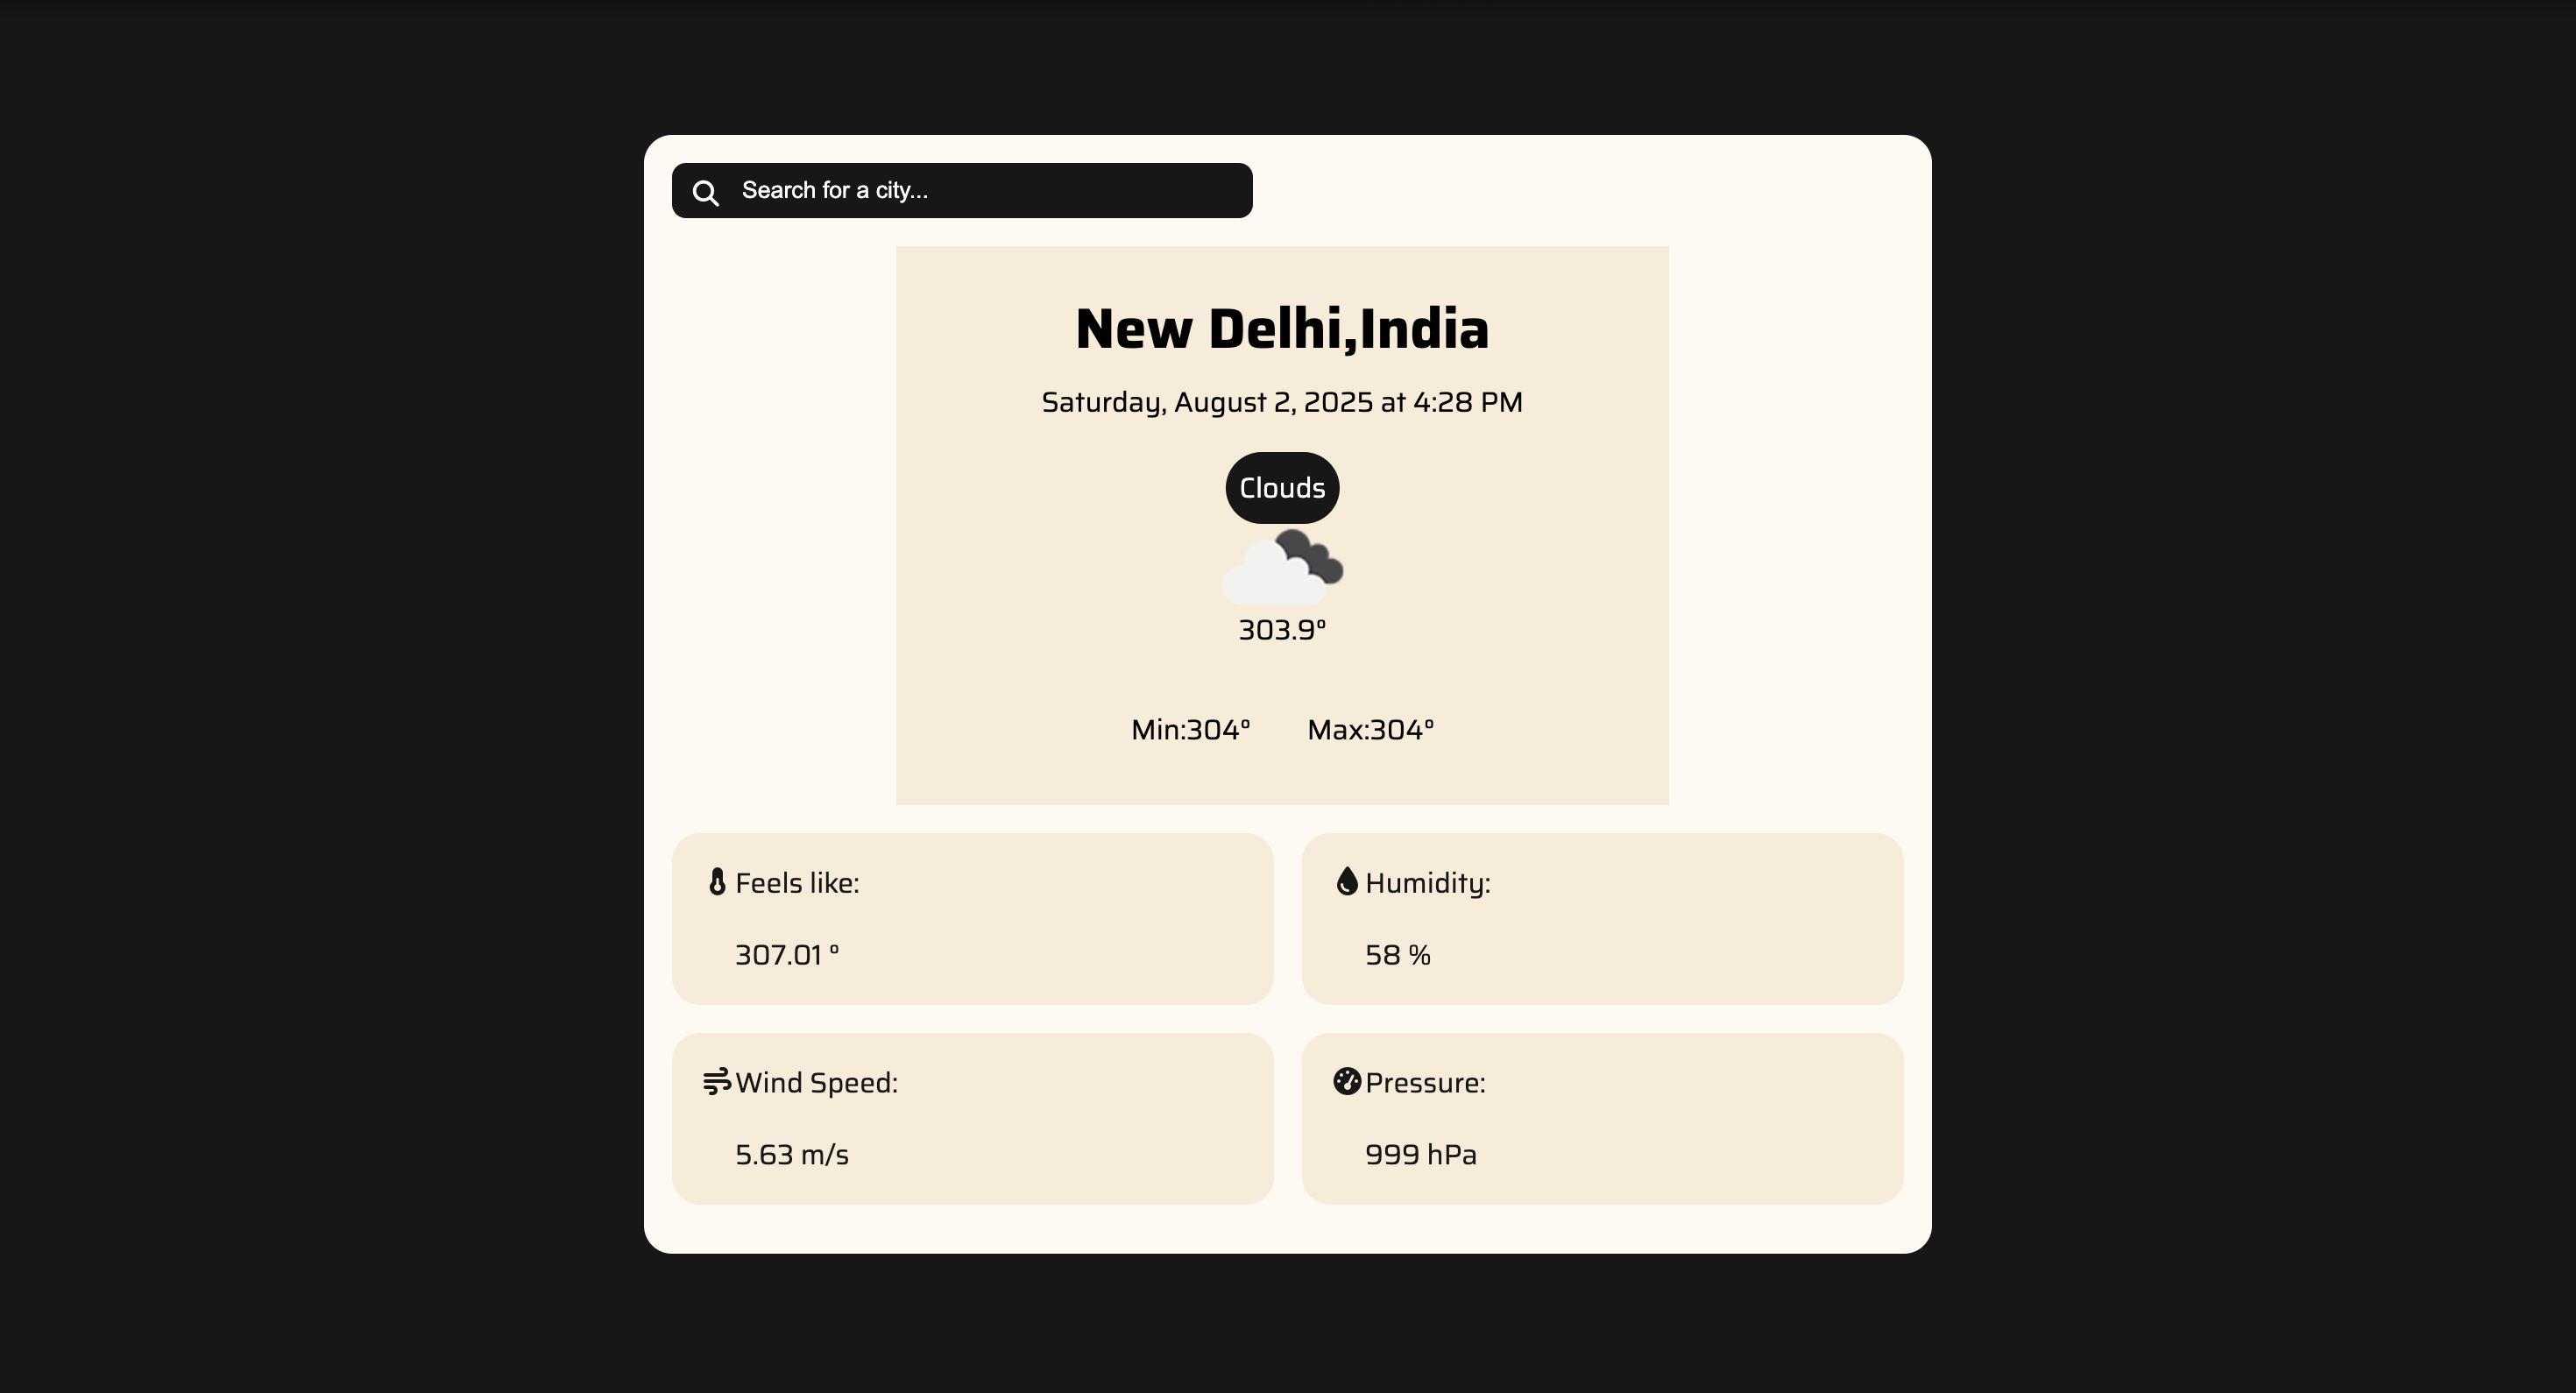 Search for a city...
New Delhi,India
Saturday, August 2, 2025 at 4:28 PM
Clouds
303.9°
Min:304° Max:304°
Feels like:
307.01 °
Humidity:
58 %
Wind Speed:
5.63 m/s
Pressure:
999 hPa